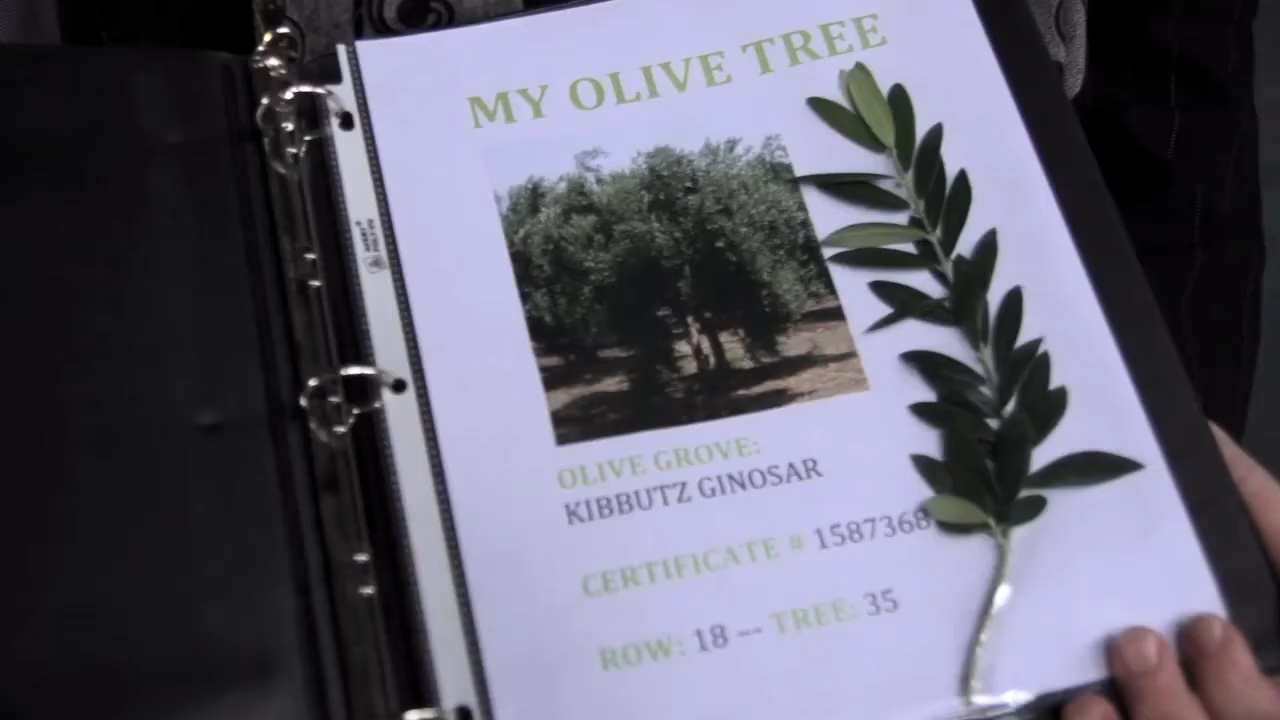 MY OLIVE TREE
OLIVE GROVE:
KIBBUTZ GINOSAR
CERTIFICATE # 1587368
ROW: 18 -- TREE: 35